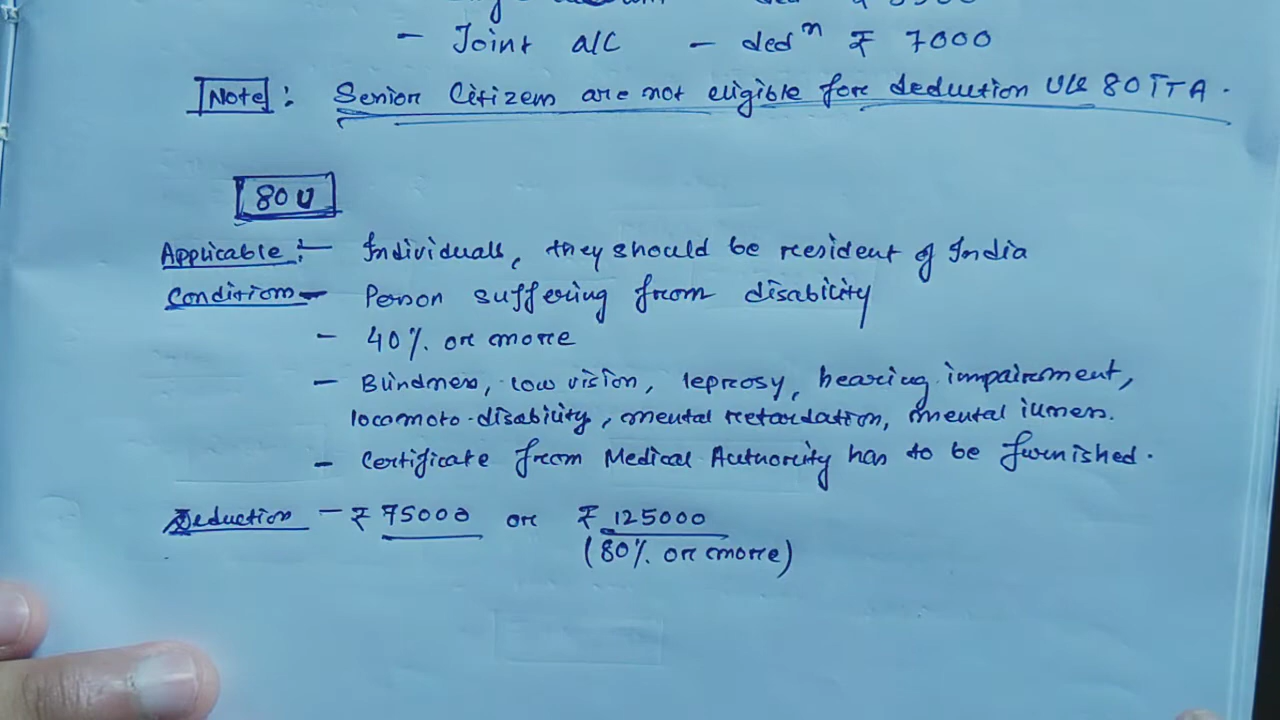 - Joint a/c - dedⁿ ₹ 7000
Note : Senior Citizens are not eligible for deduction U/s 80TTA.
80U
Applicable :- Individuals, they should be resident of India
Condition - Person suffering from disability
- 40% or more
- Blindness, low vision, leprosy, hearing impairment,
locomoto-disability, mental retardation, mental illness.
- Certificate from Medical Authority has to be furnished.
Deduction - ₹ 75000 or ₹ 125000
(80% or more)